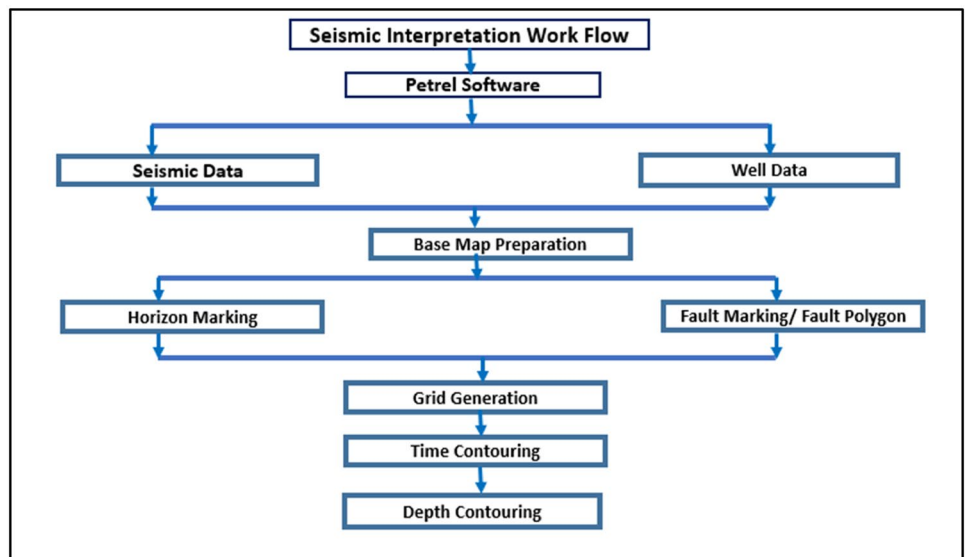 Seismic Interpretation Work Flow
Petrel Software
Seismic Data
Well Data
Base Map Preparation
Horizon Marking
Fault Marking/ Fault Polygon
Grid Generation
Time Contouring
Depth Contouring